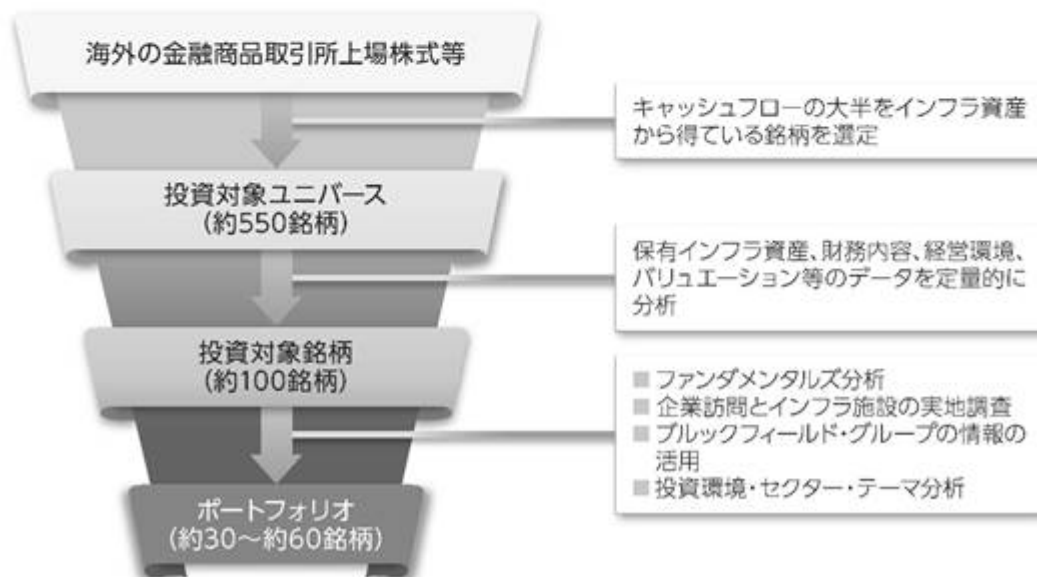 海外の金融商品取引所上場株式等
キャッシュフローの大半をインフラ資産
から得ている銘柄を選定
投資対象ユニバース
(約550銘柄)
保有インフラ資産、財務内容、経営環境、
バリュエーション等のデータを定量的に
分析
投資対象銘柄
(約100銘柄)
■ ファンダメンタルズ分析
■ 企業訪問とインフラ施設の実地調査
■ ブルックフィールド・グループの情報の
活用
■ 投資環境・セクター・テーマ分析
ポートフォリオ
(約30～約60銘柄)